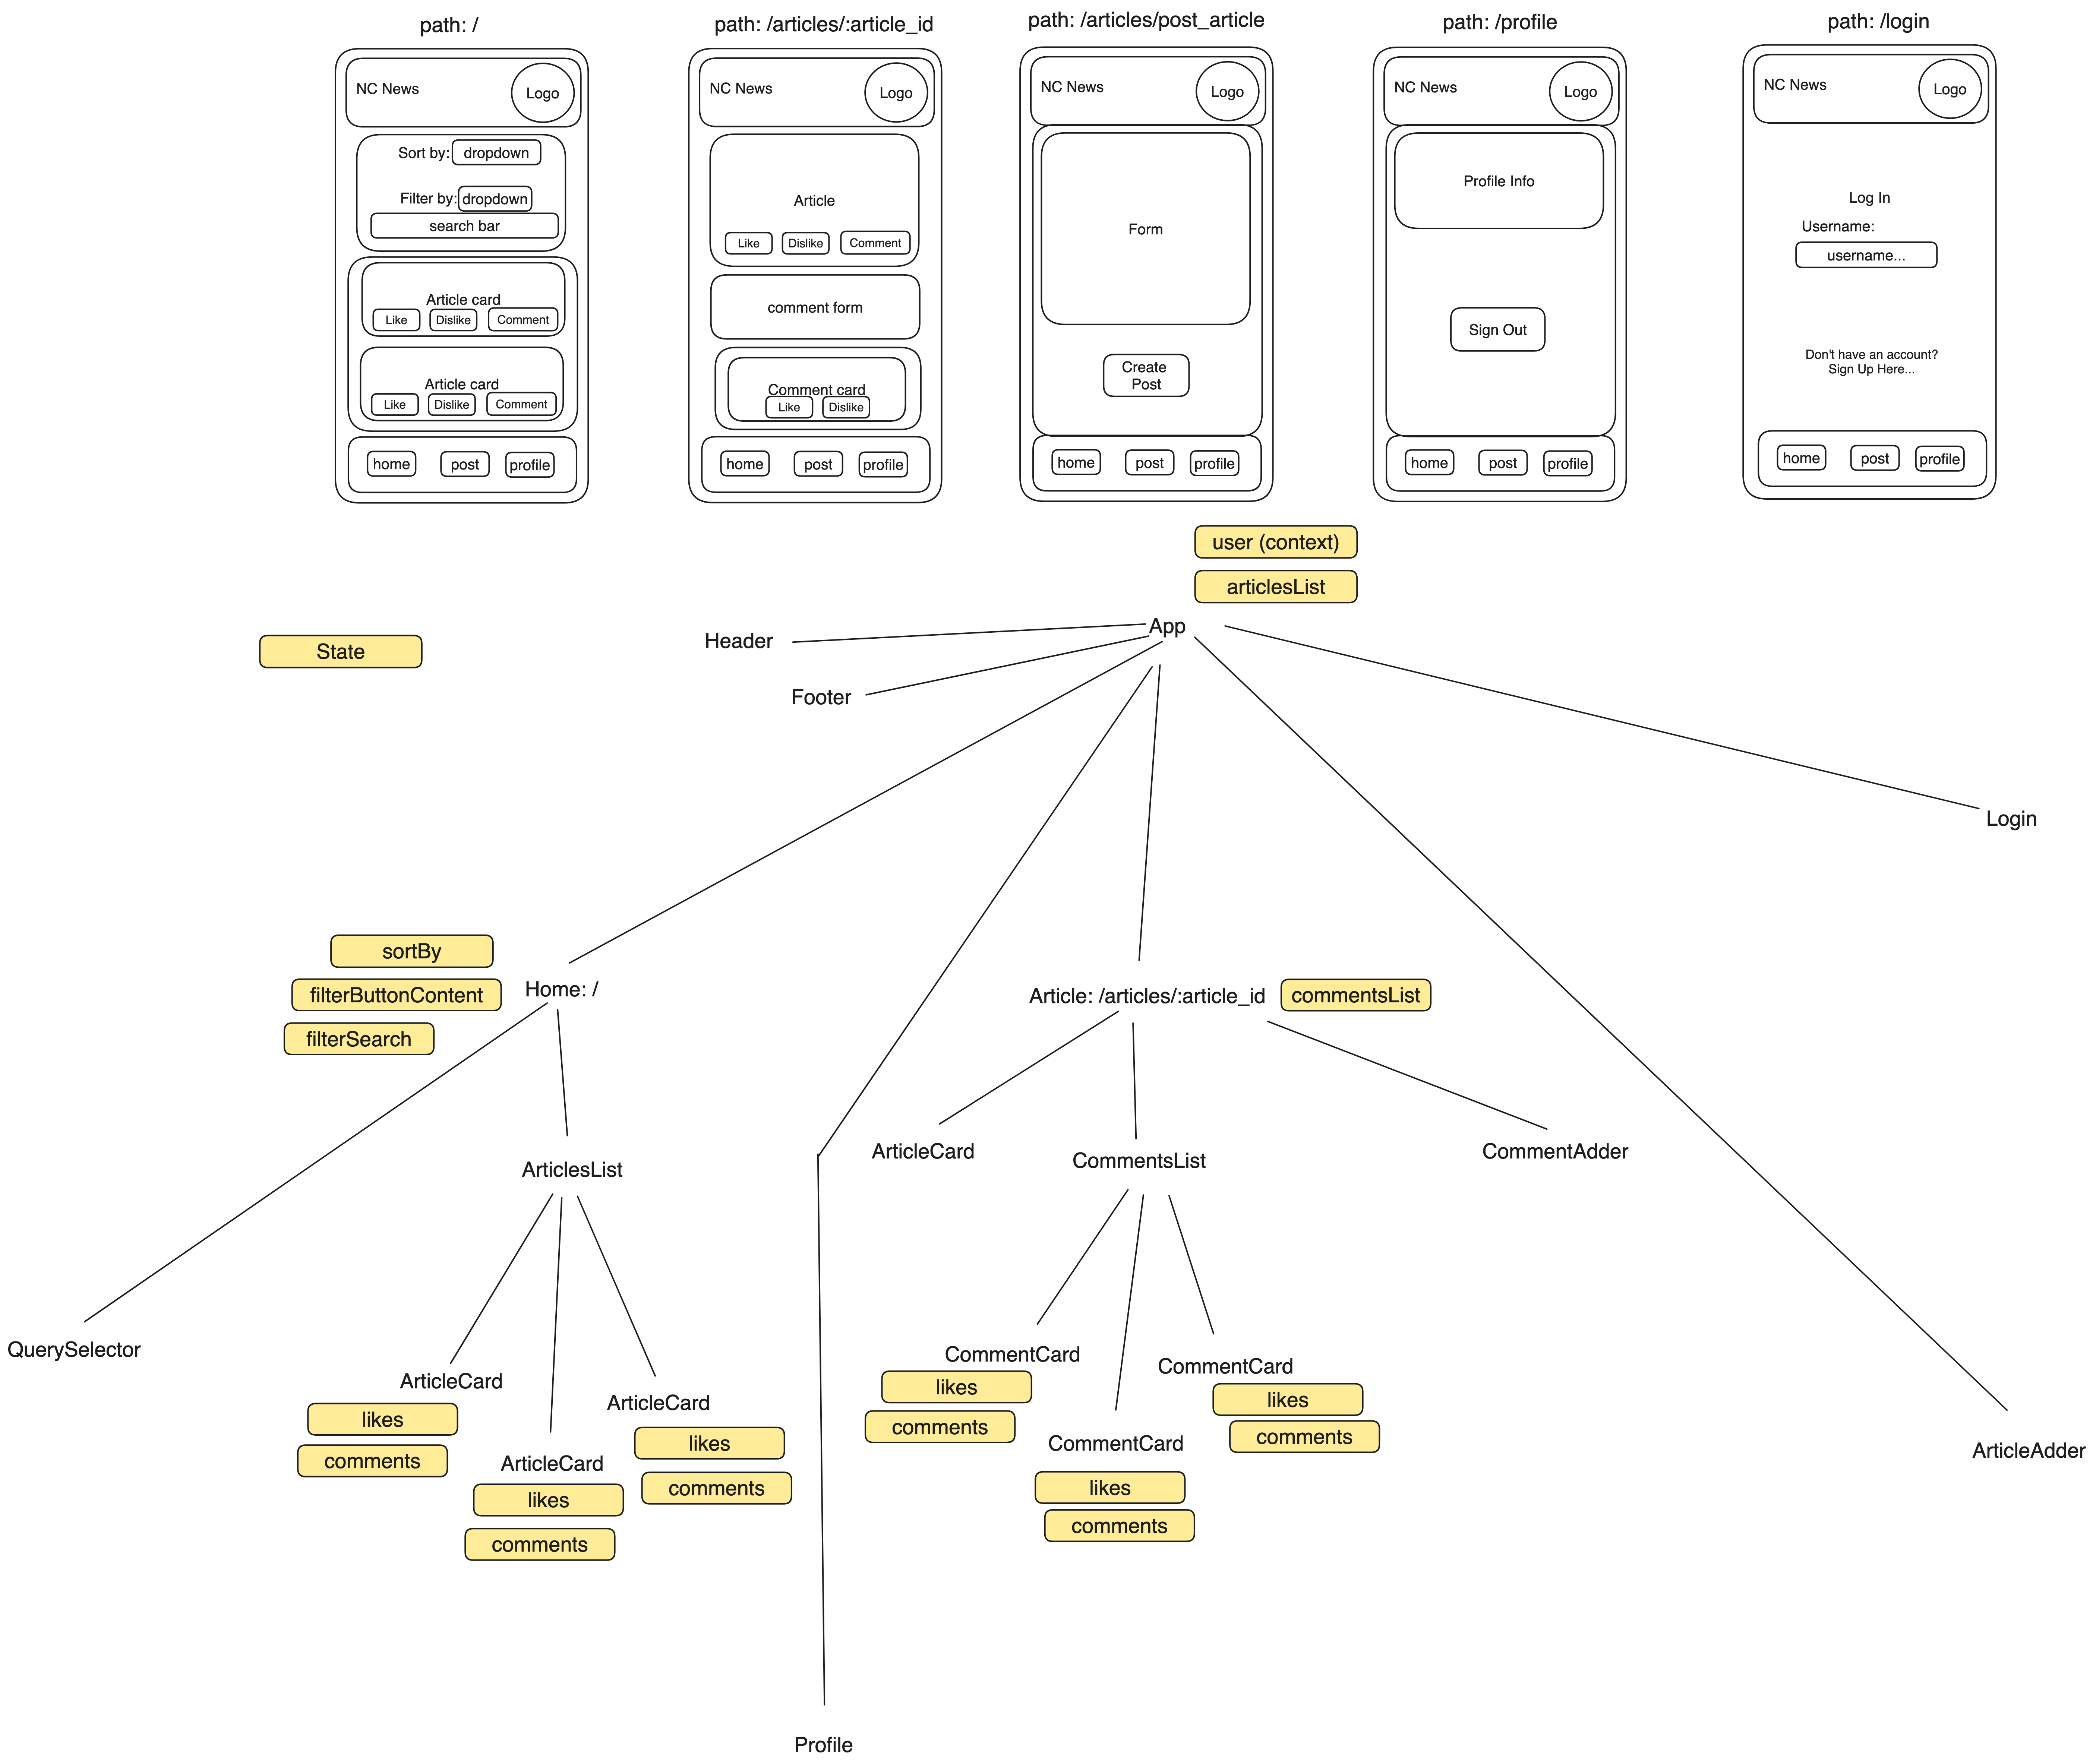 path: /
path: /articles/:article_id
path: /articles/post_article
path: /profile
path: /login
NC News
Logo
Sort by:
dropdown
Filter by:
dropdown
search bar
Article card
Like
Dislike
Comment
Article card
Like
Dislike
Comment
home
post
profile
NC News
Logo
Article
Like
Dislike
Comment
comment form
Comment card
Like
Dislike
home
post
profile
NC News
Logo
Form
Create
Post
home
post
profile
NC News
Logo
Profile Info
Sign Out
home
post
profile
NC News
Logo
Log In
Username:
username...
Don't have an account?
Sign Up Here...
home
post
profile
user (context)
articlesList
App
State
Header
Footer
Login
sortBy
filterButtonContent
filterSearch
Home: /
Article: /articles/:article_id
commentsList
ArticlesList
ArticleCard
CommentsList
CommentAdder
QuerySelector
ArticleCard
likes
comments
ArticleCard
likes
comments
ArticleCard
likes
comments
CommentCard
likes
comments
CommentCard
likes
comments
CommentCard
likes
comments
ArticleAdder
Profile